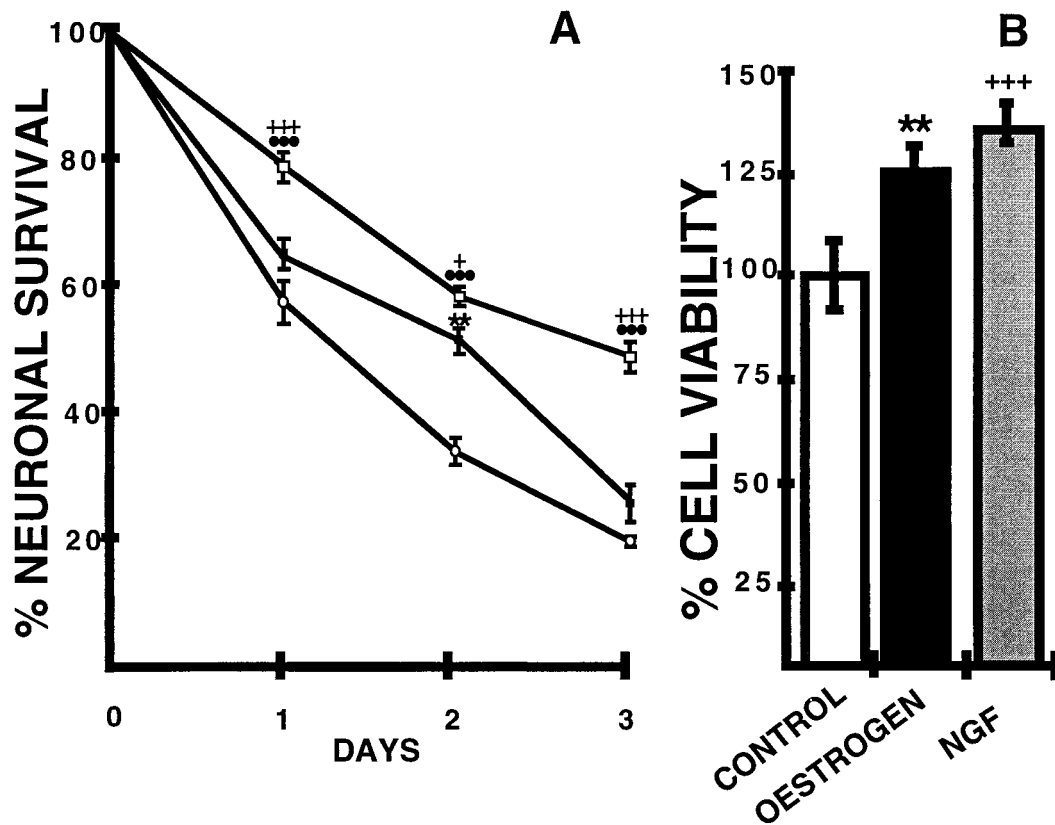 A
% NEURONAL SURVIVAL
100
80
60
40
20
+++
●●●
+
●●●
**
+++
●●●
0 1 2 3
DAYS
B
% CELL VIABILITY
150
125
100
75
50
25
**
+++
CONTROL
OESTROGEN
NGF